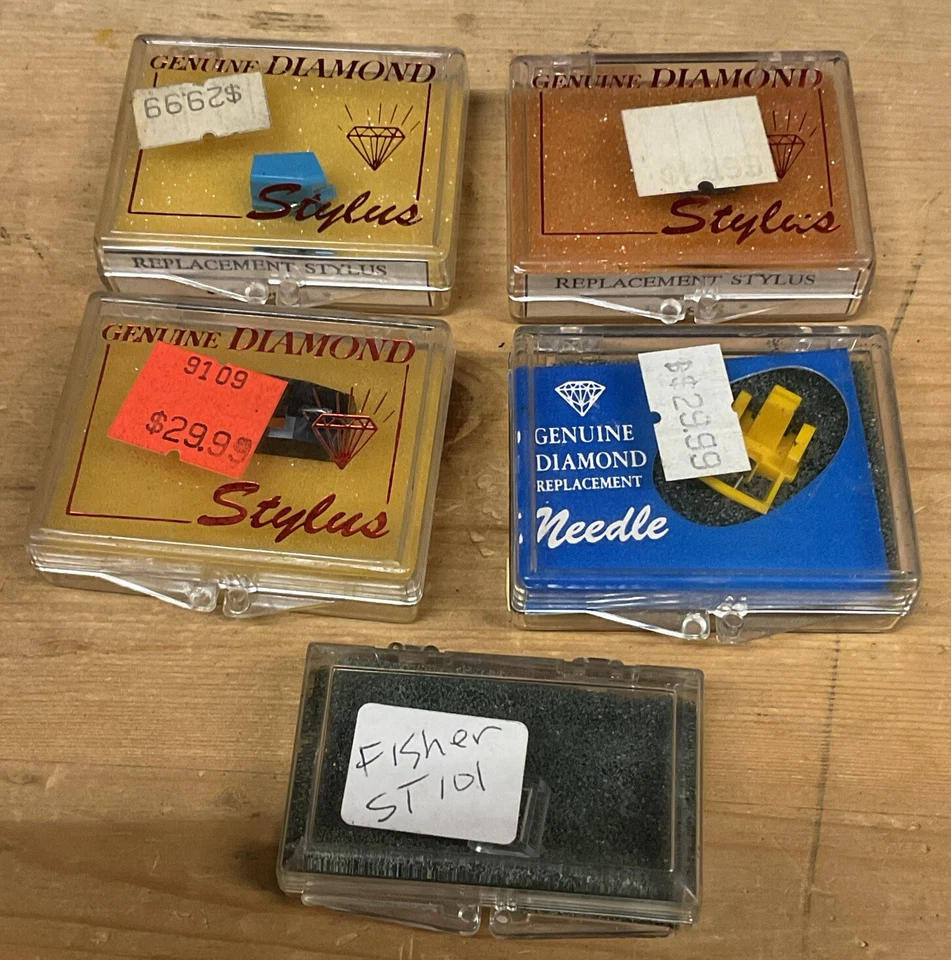 GENUINE DIAMOND
$29.99
Stylus
REPLACEMENT STYLUS
GENUINE DIAMOND
Stylus
REPLACEMENT STYLUS
GENUINE DIAMOND
9109
$29.99
Stylus
$29.99
GENUINE
DIAMOND
REPLACEMENT
Needle
Fisher
ST101